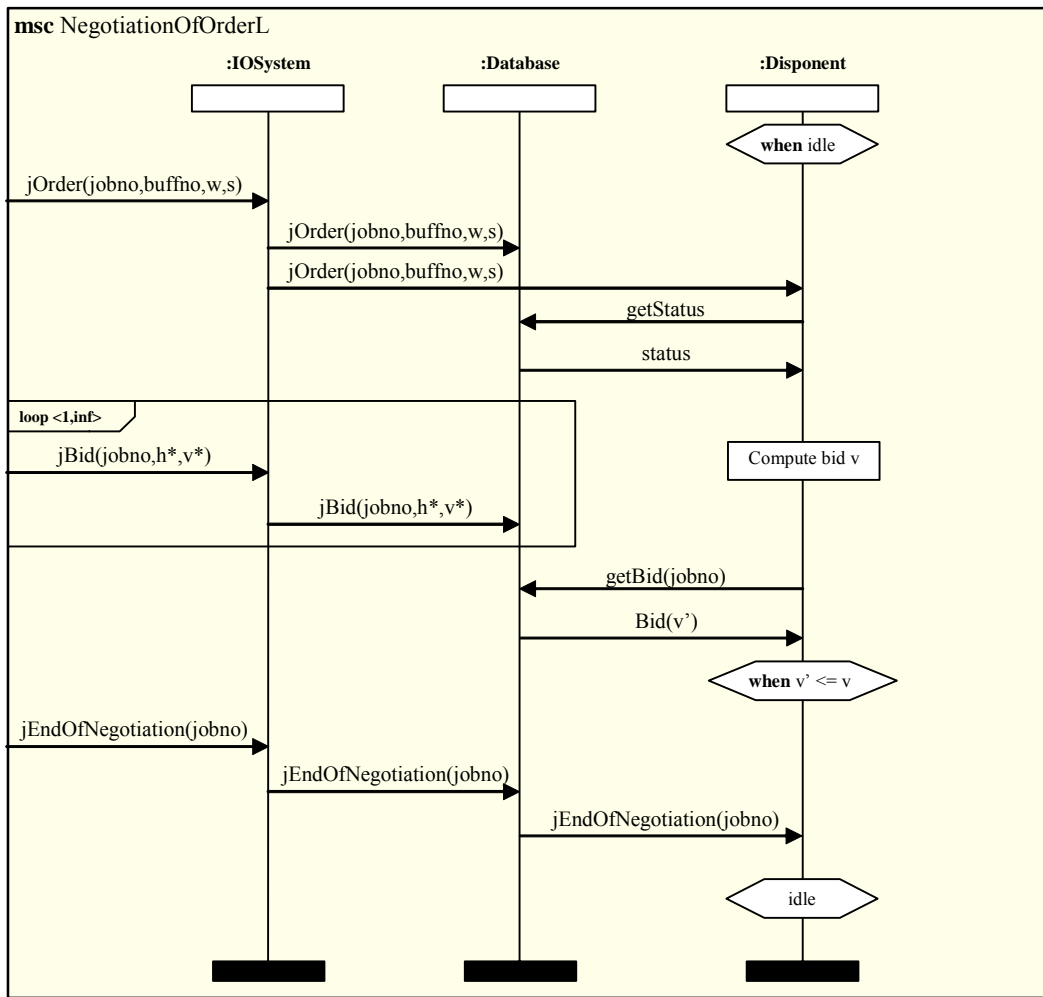 msc NegotiationOfOrderL
:IOSystem :Database :Disponent
when idle
jOrder(jobno,buffno,w,s)
jOrder(jobno,buffno,w,s)
jOrder(jobno,buffno,w,s)
getStatus
status
loop <1,inf>
jBid(jobno,h*,v*)
Compute bid v
jBid(jobno,h*,v*)
getBid(jobno)
Bid(v’)
when v’ <= v
jEndOfNegotiation(jobno)
jEndOfNegotiation(jobno)
jEndOfNegotiation(jobno)
idle